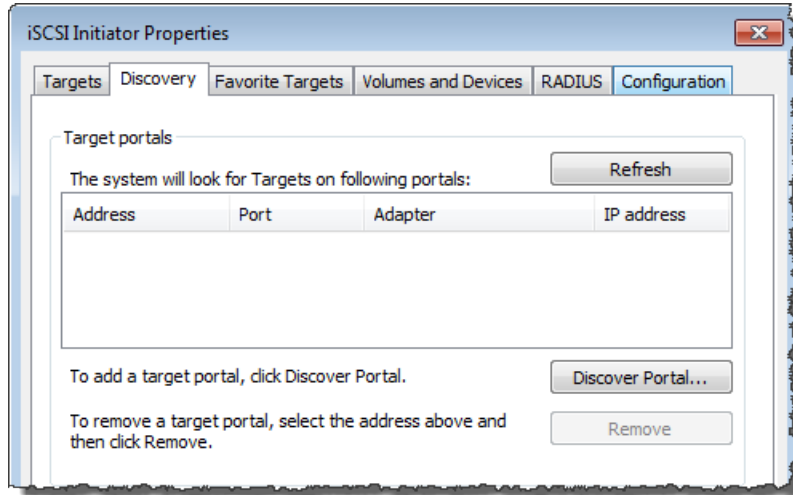 iSCSI Initiator Properties
Targets Discovery Favorite Targets Volumes and Devices RADIUS Configuration
Target portals
The system will look for Targets on following portals:
Refresh
Address Port Adapter IP address
To add a target portal, click Discover Portal.
Discover Portal...
To remove a target portal, select the address above and
then click Remove.
Remove